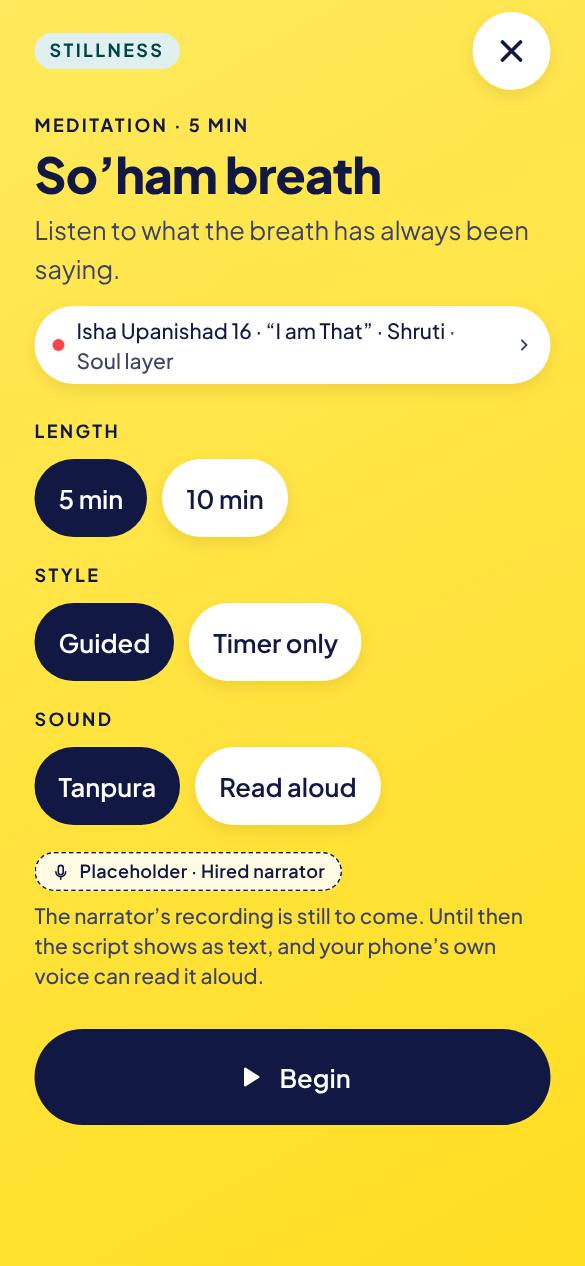 STILLNESS
MEDITATION · 5 MIN
So’ham breath
Listen to what the breath has always been
saying.
Isha Upanishad 16 · “I am That” · Shruti ·
Soul layer
LENGTH
5 min
10 min
STYLE
Guided
Timer only
SOUND
Tanpura
Read aloud
Placeholder · Hired narrator
The narrator’s recording is still to come. Until then
the script shows as text, and your phone’s own
voice can read it aloud.
Begin